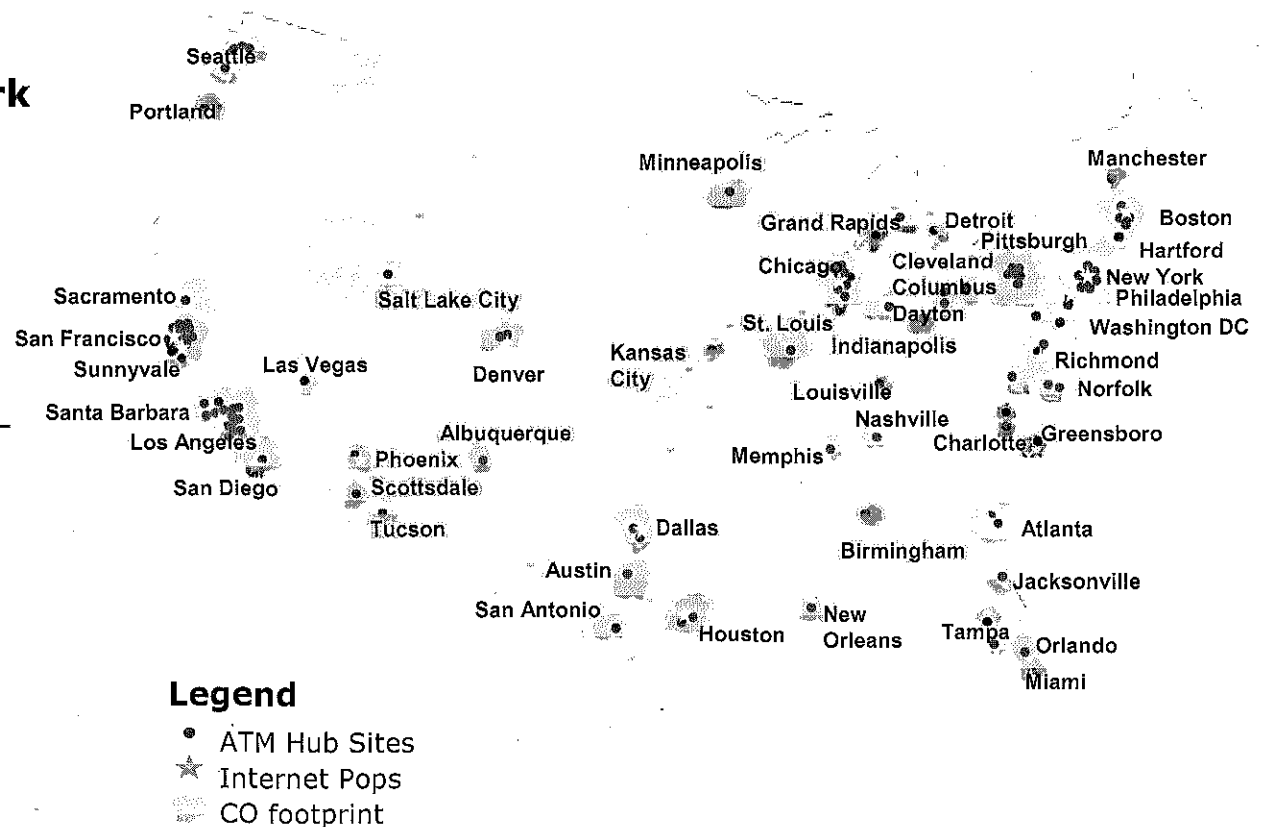 Seattle
rk
Portland
Minneapolis
Manchester
Grand Rapids
Detroit
Boston
Pittsburgh
Hartford
Chicago
Cleveland
New York
Columbus
Philadelphia
Sacramento
Salt Lake City
Dayton
Washington DC
San Francisco
St. Louis
Indianapolis
Sunnyvale
Las Vegas
Denver
Kansas
City
Richmond
Louisville
Norfolk
Santa Barbara
Nashville
Los Angeles
Albuquerque
Charlotte
Greensboro
Memphis
Phoenix
San Diego
Scottsdale
Tucson
Dallas
Atlanta
Birmingham
Austin
Jacksonville
San Antonio
Houston
New
Orleans
Tampa
Orlando
Miami
Legend
ATM Hub Sites
Internet Pops
CO footprint